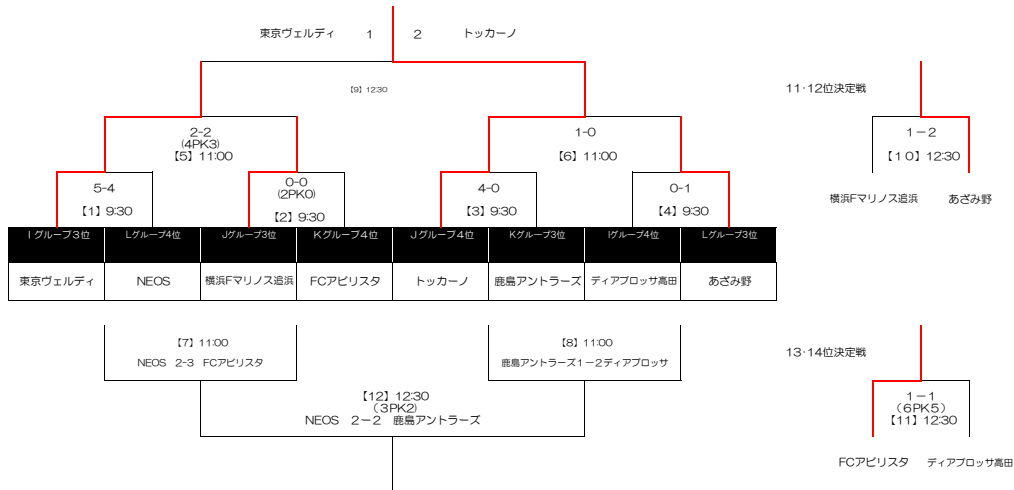 東京ヴェルディ 1 2 トッカーノ
【9】12:30
11・12位決定戦
2-2
(4PK3)
【5】11:00
1-0
【6】11:00
1-2
【10】12:30
横浜Fマリノス追浜 あざみ野
5-4
【1】9:30
0-0
(2PK0)
【2】9:30
4-0
【3】9:30
0-1
【4】9:30
Iグループ3位 Lグループ4位 Jグループ3位 Kグループ4位 Jグループ4位 Kグループ3位 Iグループ4位 Lグループ3位
東京ヴェルディ NEOS 横浜Fマリノス追浜 FCアビリスタ トッカーノ 鹿島アントラーズ ディアブロッサ高田 あざみ野
【7】11:00
NEOS 2-3 FCアビリスタ
【8】11:00
鹿島アントラーズ1-2ディアブロッサ
【12】12:30
(3PK2)
NEOS 2-2 鹿島アントラーズ
13・14位決定戦
1-1
(6PK5)
【11】12:30
FCアビリスタ ディアブロッサ高田